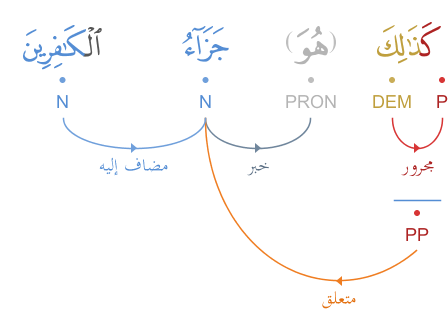 كَذَٰلِكَ (هُوَ) جَزَآءُ ٱلْكَٰفِرِينَ
P DEM PRON N N
مجرور خبر مضاف إليه
PP
متعلق